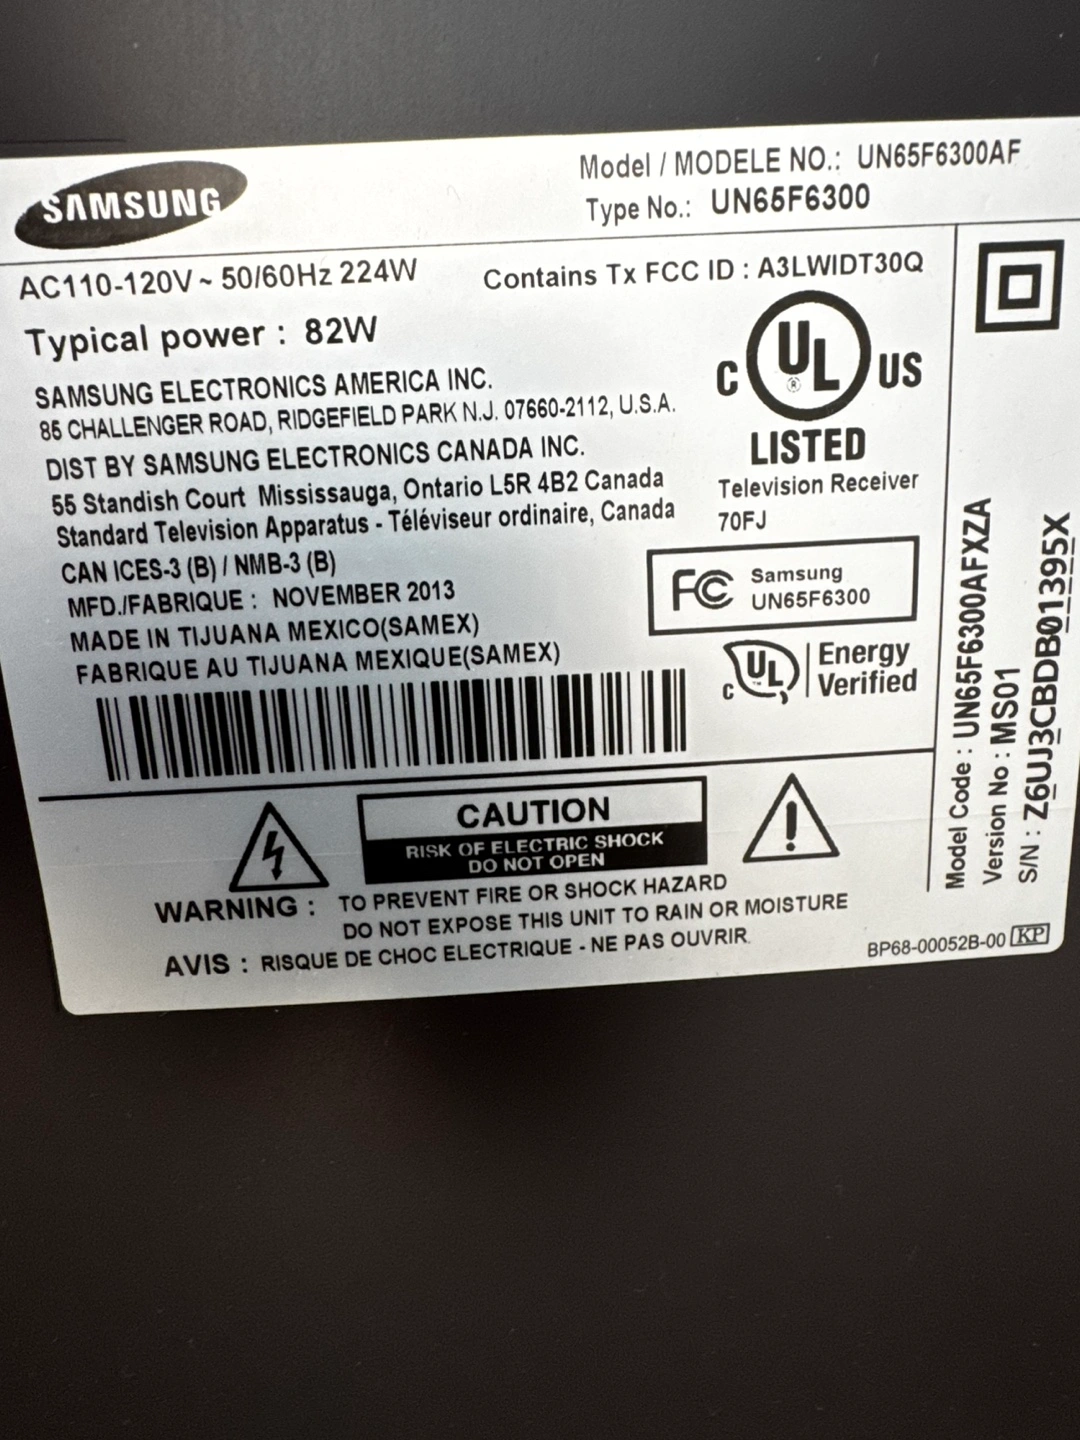 SAMSUNG
Model / MODELE NO.: UN65F6300AF
Type No.: UN65F6300
AC110-120V ~ 50/60Hz 224W
Contains Tx FCC ID : A3LWIDT30Q
Typical power : 82W
SAMSUNG ELECTRONICS AMERICA INC.
85 CHALLENGER ROAD, RIDGEFIELD PARK N.J. 07660-2112, U.S.A.
DIST BY SAMSUNG ELECTRONICS CANADA INC.
55 Standish Court Mississauga, Ontario L5R 4B2 Canada
Standard Television Apparatus - Téléviseur ordinaire, Canada
CAN ICES-3 (B) / NMB-3 (B)
MFD./FABRIQUE : NOVEMBER 2013
MADE IN TIJUANA MEXICO(SAMEX)
FABRIQUE AU TIJUANA MEXIQUE(SAMEX)
C UL ® US
LISTED
Television Receiver
70FJ
FC Samsung
UN65F6300
C UL Energy
Verified
Model Code : UN65F6300AFXZA
Version No : MS01
S/N : Z6UJ3CBDB01395X
CAUTION
RISK OF ELECTRIC SHOCK
DO NOT OPEN
WARNING : TO PREVENT FIRE OR SHOCK HAZARD
DO NOT EXPOSE THIS UNIT TO RAIN OR MOISTURE
AVIS : RISQUE DE CHOC ELECTRIQUE - NE PAS OUVRIR.
BP68-00052B-00 KP